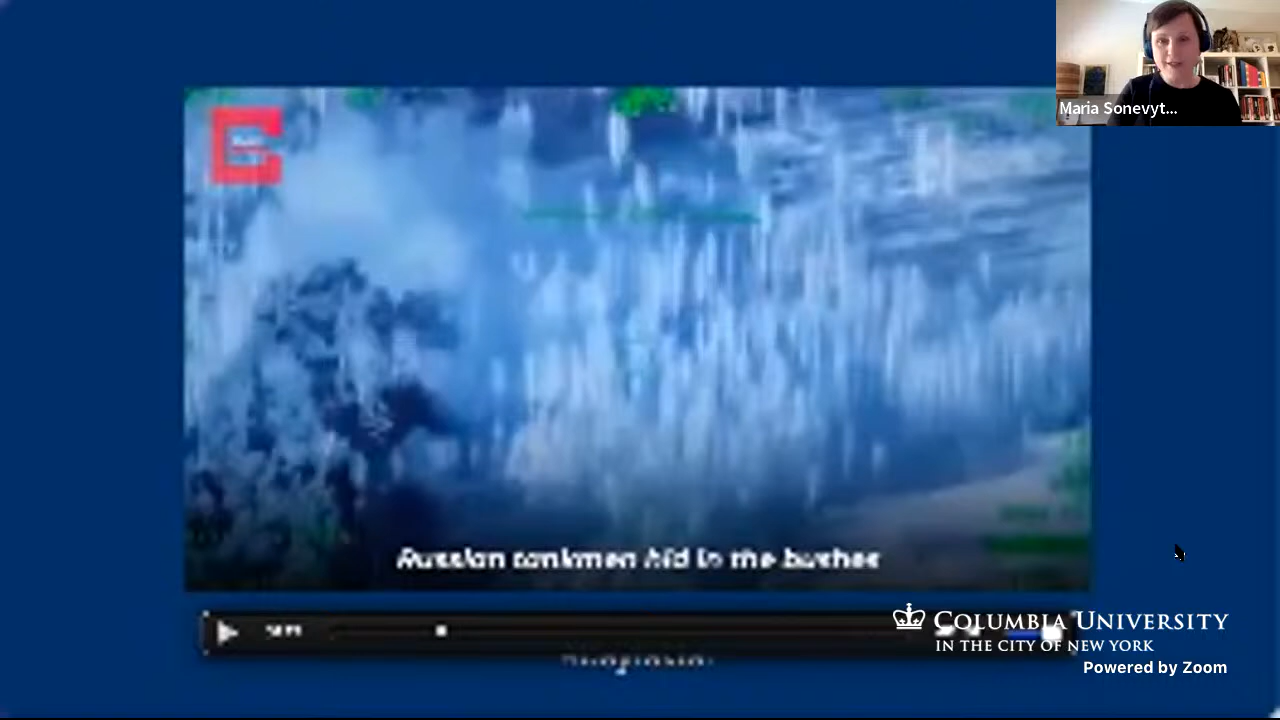 Maria Sonevyt...
Russian tankmen hid in the bushes
COLUMBIA UNIVERSITY
IN THE CITY OF NEW YORK
Powered by Zoom